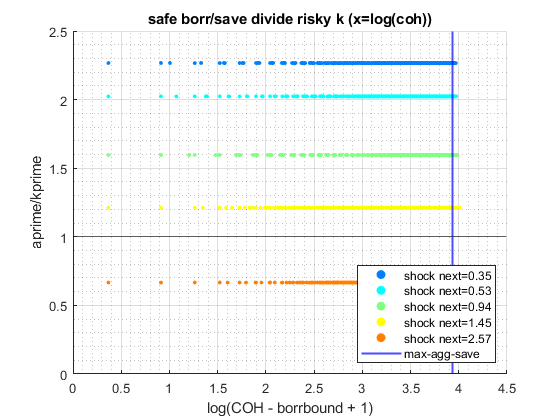 safe borr/save divide risky k (x=log(coh))
2.5
2
1.5
1
0.5
0
aprime/kprime
shock next=0.35
shock next=0.53
shock next=0.94
shock next=1.45
shock next=2.57
max-agg-save
0 0.5 1 1.5 2 2.5 3 3.5 4 4.5
log(COH - borrbound + 1)